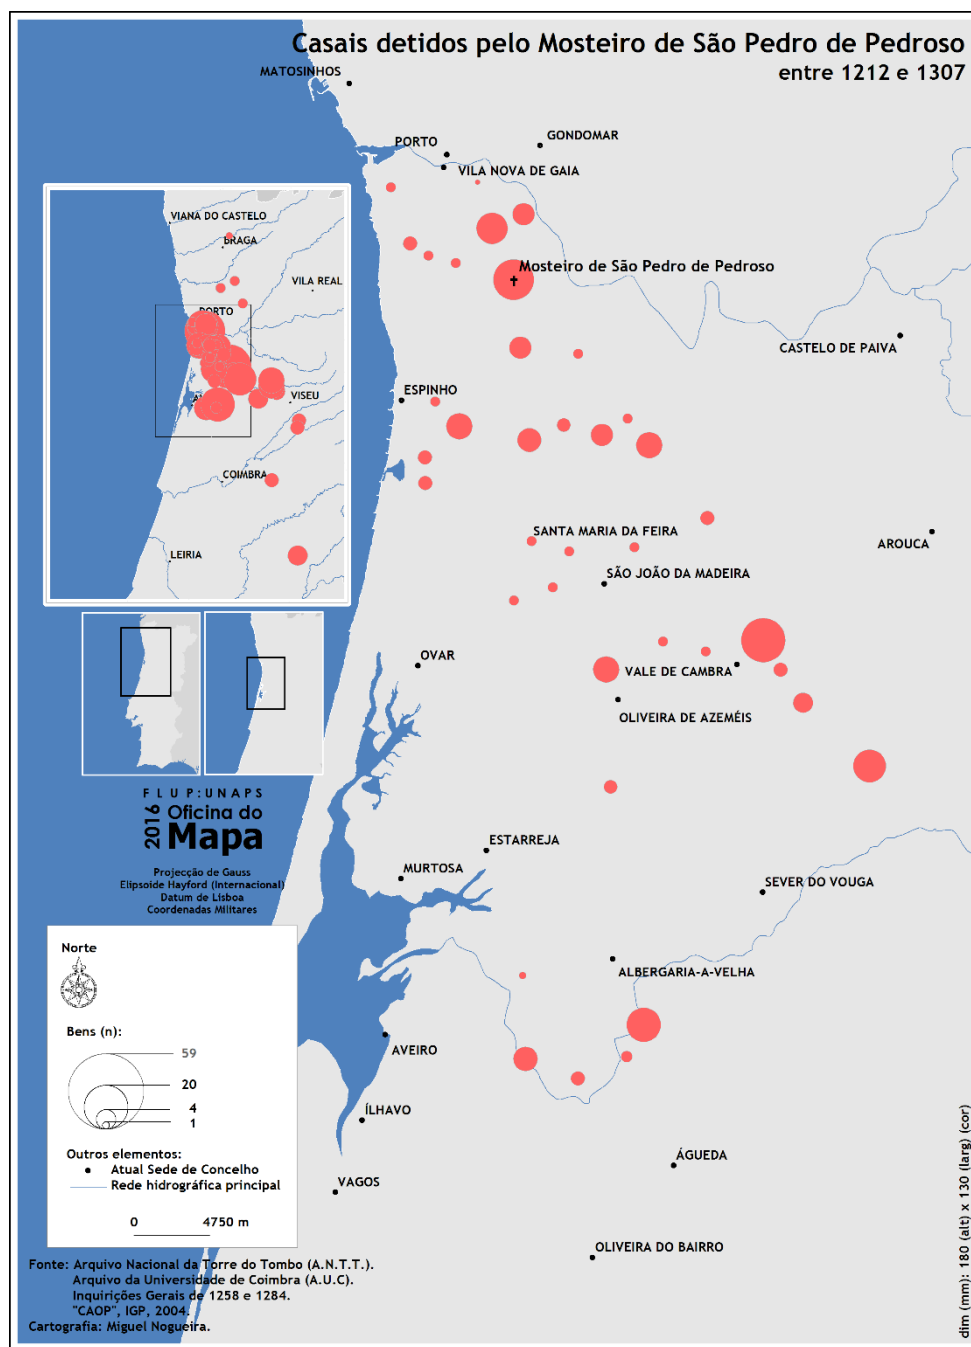 Casais detidos pelo Mosteiro de São Pedro de Pedroso
entre 1212 e 1307
MATOSINHOS
PORTO
GONDOMAR
VILA NOVA DE GAIA
Mosteiro de São Pedro de Pedroso
CASTELO DE PAIVA
ESPINHO
SANTA MARIA DA FEIRA
AROUCA
SÃO JOÃO DA MADEIRA
OVAR
VALE DE CAMBRA
OLIVEIRA DE AZEMÉIS
ESTARREJA
MURTOSA
SEVER DO VOUGA
ALBERGARIA-A-VELHA
AVEIRO
ÍLHAVO
ÁGUEDA
VAGOS
OLIVEIRA DO BAIRRO
VIANA DO CASTELO
BRAGA
VILA REAL
PORTO
VISEU
COIMBRA
LEIRIA
FLUP:UNAPS
2016 Oficina do
Mapa
Projecção de Gauss
Elipsoide Hayford (Internacional)
Datum de Lisboa
Coordenadas Militares
Norte
Bens (n):
59
20
4
1
Outros elementos:
Atual Sede de Concelho
Rede hidrográfica principal
0 4750 m
Fonte: Arquivo Nacional da Torre do Tombo (A.N.T.T.).
Arquivo da Universidade de Coimbra (A.U.C).
Inquirições Gerais de 1258 e 1284.
"CAOP", IGP, 2004.
Cartografia: Miguel Nogueira.
dim (mm): 180 (alt) x 130 (larg) (cor)